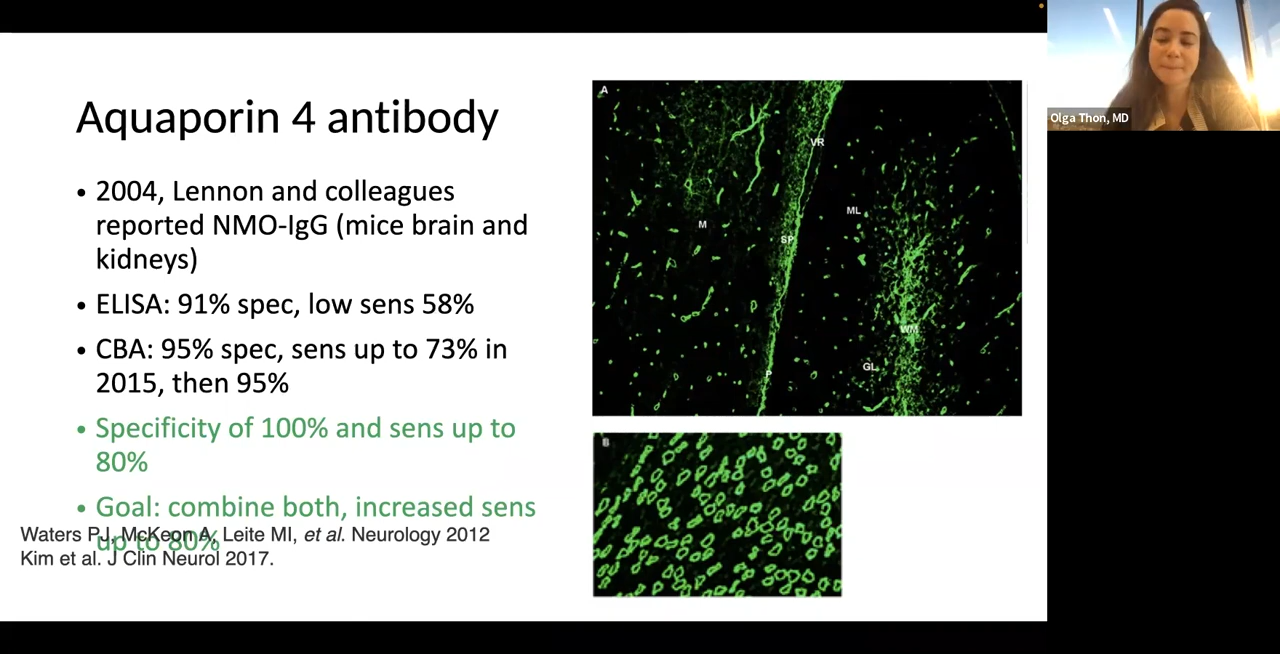 Aquaporin 4 antibody
• 2004, Lennon and colleagues
reported NMO-IgG (mice brain and
kidneys)
• ELISA: 91% spec, low sens 58%
• CBA: 95% spec, sens up to 73% in
2015, then 95%
• Specificity of 100% and sens up to
80%
• Goal: combine both, increased sens
up to 80%
Waters PJ, McKeon A, Leite MI, et al. Neurology 2012
Kim et al. J Clin Neurol 2017.
A
VR
M
ML
SP
WM
P
GL
B
Olga Thon, MD